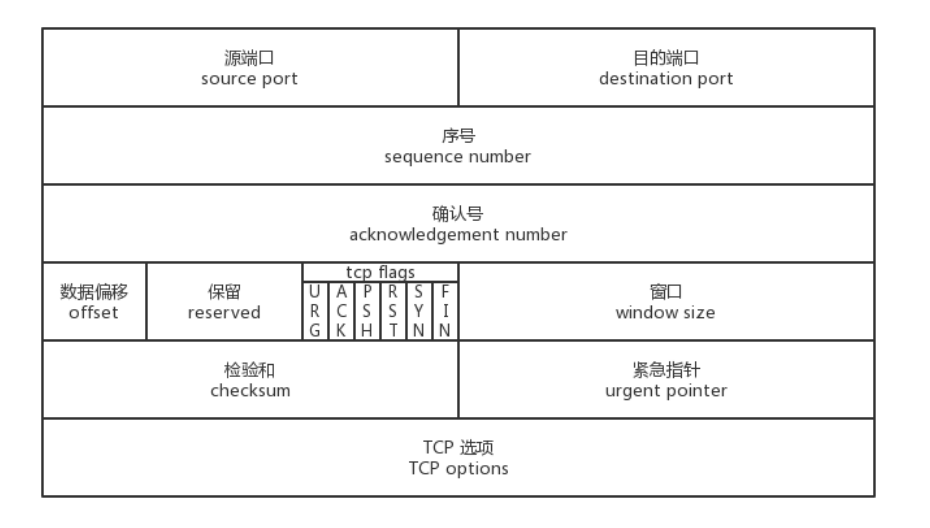 源端口
source port
目的端口
destination port
序号
sequence number
确认号
acknowledgement number
数据偏移
offset
保留
reserved
tcp flags
URG
ACK
PSH
RST
SYN
FIN
窗口
window size
检验和
checksum
紧急指针
urgent pointer
TCP 选项
TCP options